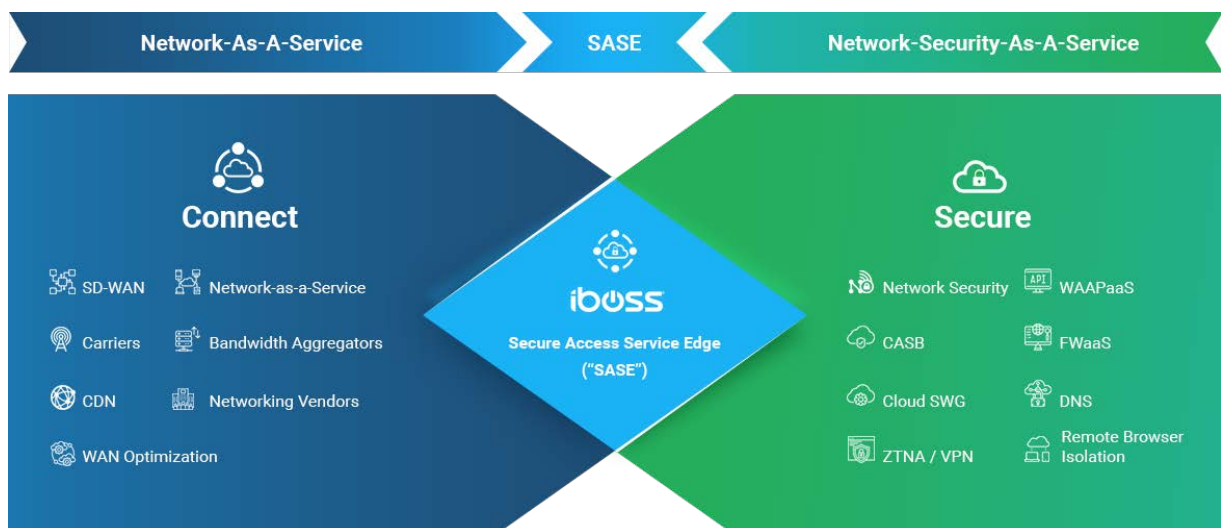 Network-As-A-Service
SASE
Network-Security-As-A-Service
Connect
SD-WAN
Network-as-a-Service
Carriers
Bandwidth Aggregators
CDN
Networking Vendors
WAN Optimization
iboss
Secure Access Service Edge
("SASE")
Secure
Network Security
API
WAAPaaS
CASB
FWaaS
Cloud SWG
DNS
ZTNA / VPN
Remote Browser
Isolation